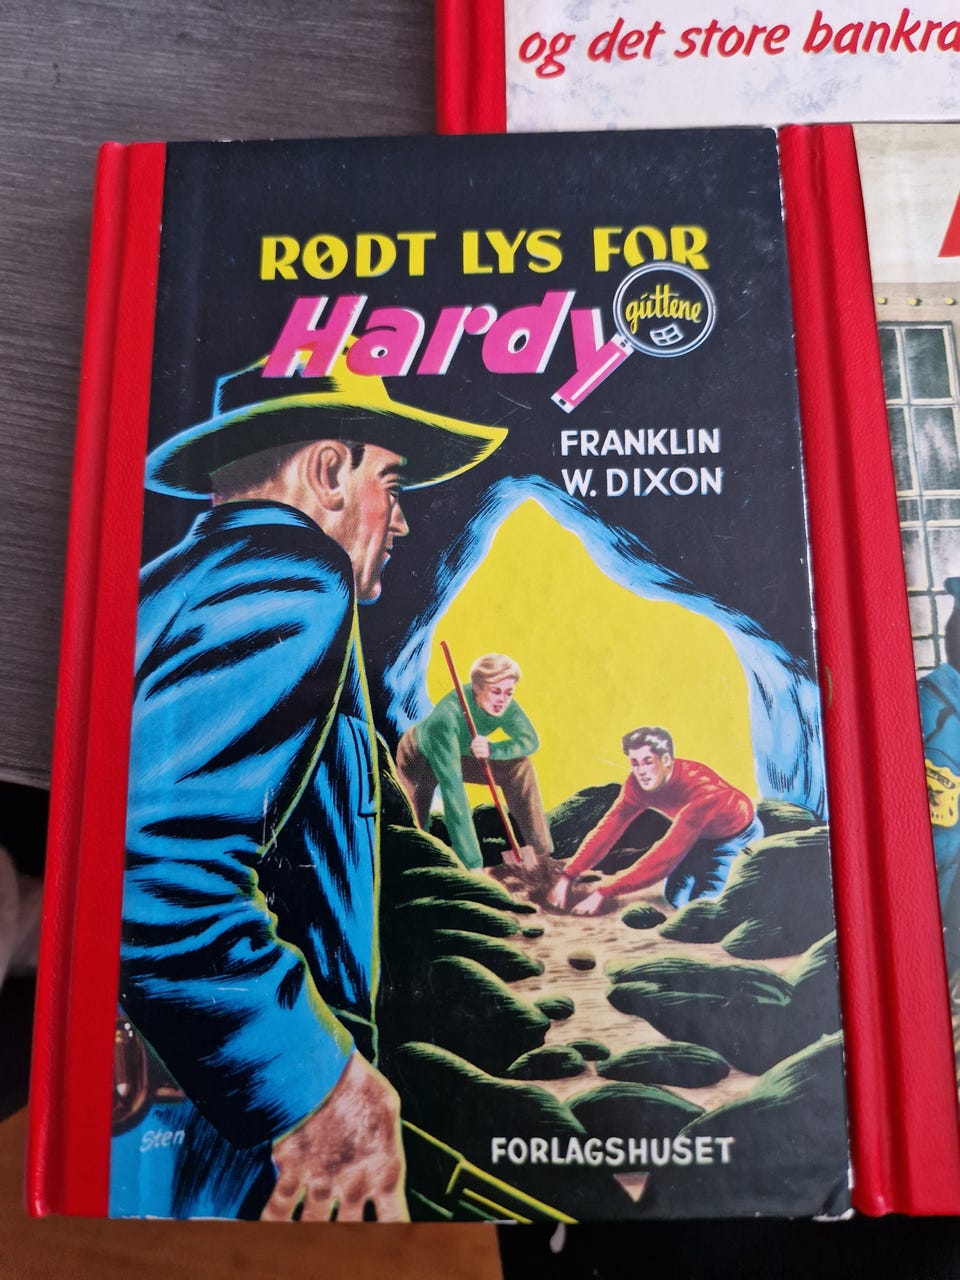 og det store bankra
RØDT LYS FOR
Hardy
guttene
FRANKLIN
W. DIXON
Sten
FORLAGSHUSET